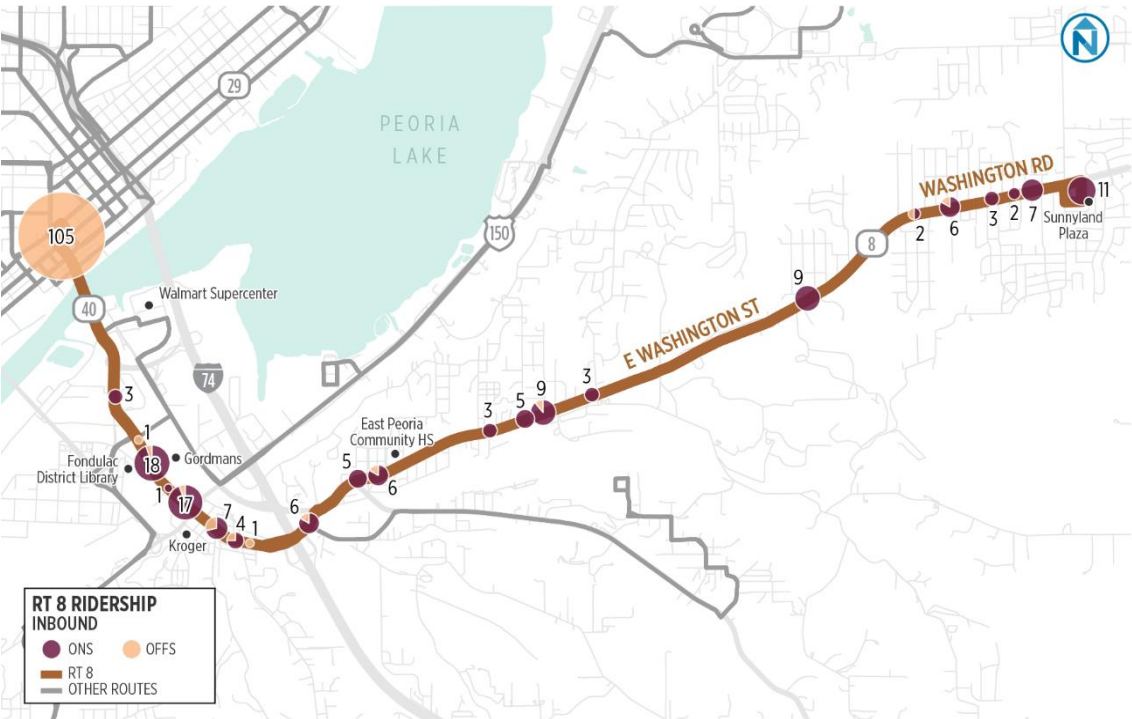 N
29
PEORIA
LAKE
WASHINGTON RD
11
105
150
8
2
6
3
2
7
Sunnyland
Plaza
Walmart Supercenter
9
40
E WASHINGTON ST
74
3
9
3
5
3
1
East Peoria
Community HS
Gordmans
18
Fondulac
District Library
5
6
1
17
7
6
4
1
Kroger
RT 8 RIDERSHIP
INBOUND
ONS
OFFS
RT 8
OTHER ROUTES